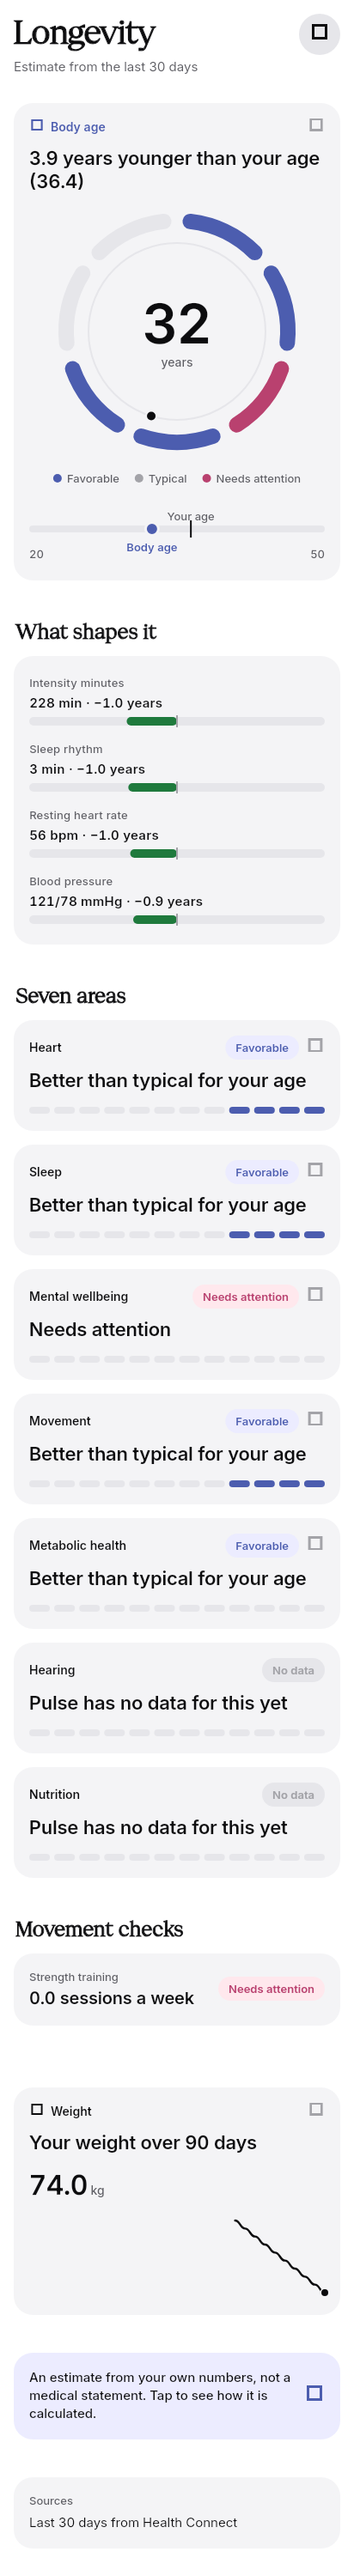 Longevity
Estimate from the last 30 days
Body age
3.9 years younger than your age
(36.4)
32
years
Favorable
Typical
Needs attention
Your age
Body age
20
50
What shapes it
Intensity minutes
228 min · −1.0 years
Sleep rhythm
3 min · −1.0 years
Resting heart rate
56 bpm · −1.0 years
Blood pressure
121/78 mmHg · −0.9 years
Seven areas
Heart
Favorable
Better than typical for your age
Sleep
Favorable
Better than typical for your age
Mental wellbeing
Needs attention
Needs attention
Movement
Favorable
Better than typical for your age
Metabolic health
Favorable
Better than typical for your age
Hearing
No data
Pulse has no data for this yet
Nutrition
No data
Pulse has no data for this yet
Movement checks
Strength training
0.0 sessions a week
Needs attention
Weight
Your weight over 90 days
74.0 kg
An estimate from your own numbers, not a
medical statement. Tap to see how it is
calculated.
Sources
Last 30 days from Health Connect